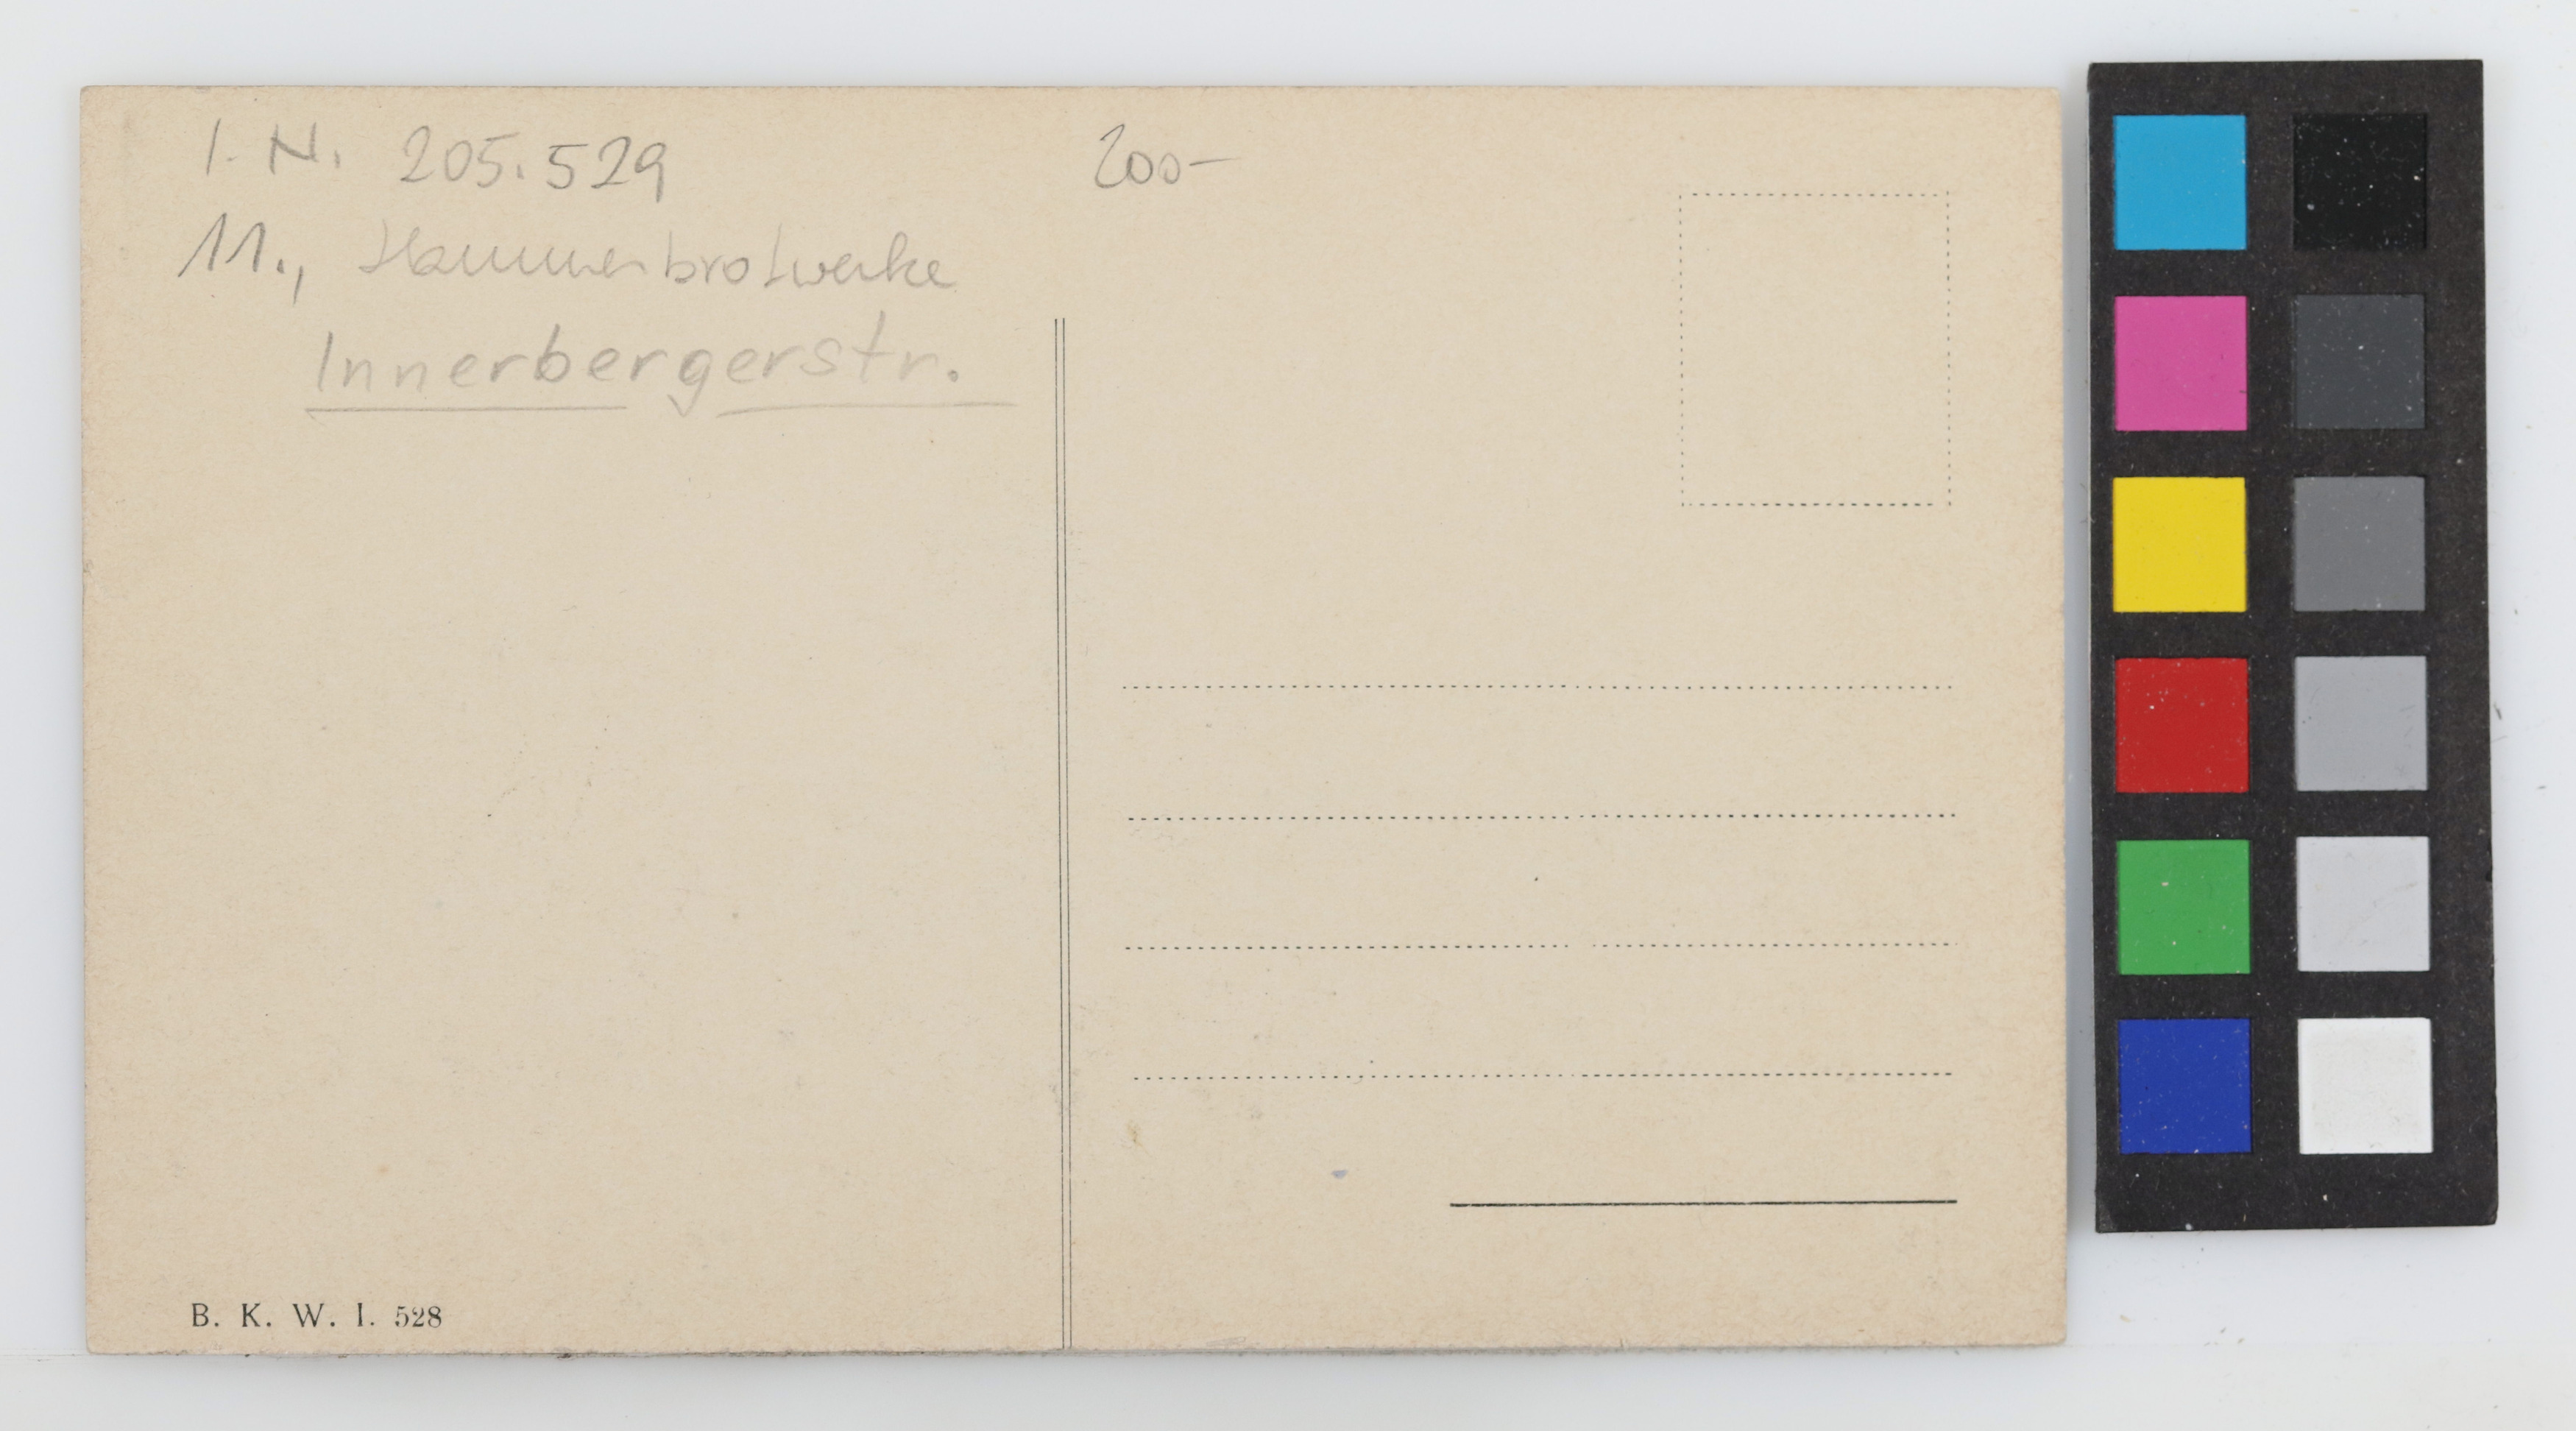 I. N. 205.529
11., Hammerbrotwerke
Innerbergerstr.
200-
B. K. W. I. 528